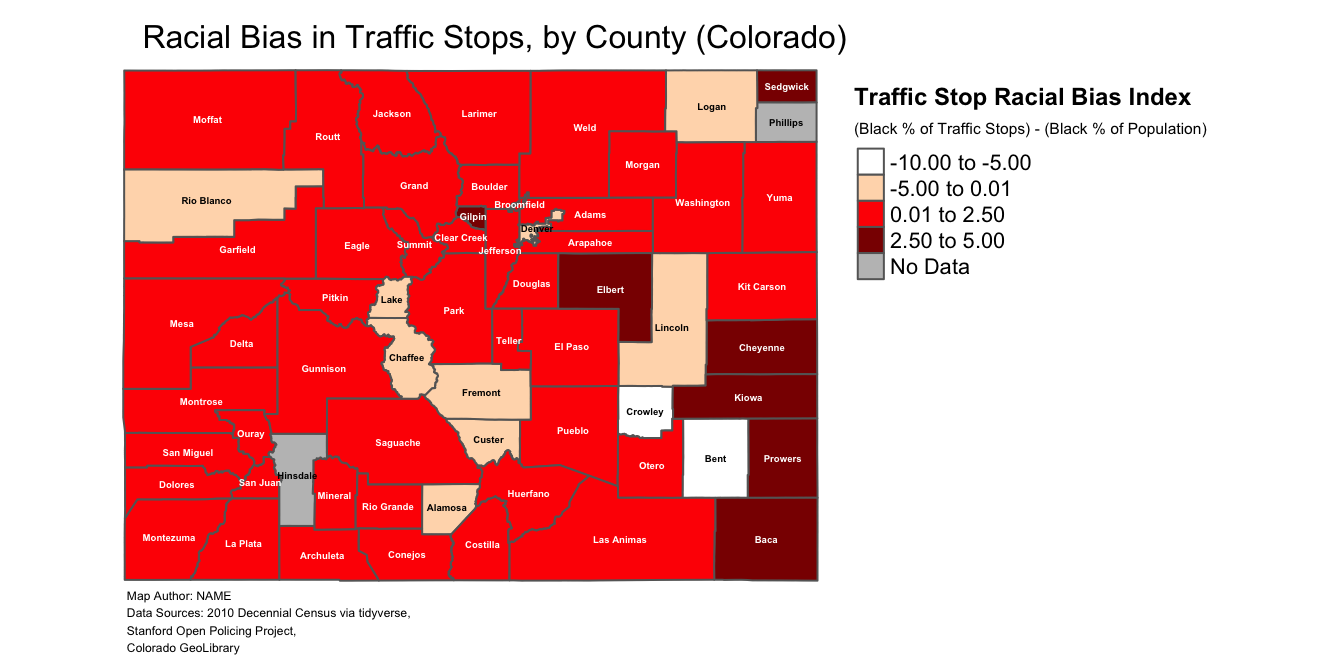 Racial Bias in Traffic Stops, by County (Colorado)
Traffic Stop Racial Bias Index
(Black % of Traffic Stops) - (Black % of Population)
-10.00 to -5.00
-5.00 to 0.01
0.01 to 2.50
2.50 to 5.00
No Data
Sedgwick
Logan
Jackson
Larimer
Moffat
Phillips
Weld
Routt
Morgan
Grand
Boulder
Yuma
Rio Blanco
Washington
Broomfield
Gilpin
Adams
Denver
Clear Creek
Arapahoe
Summit
Eagle
Garfield
Jefferson
Douglas
Kit Carson
Elbert
Pitkin
Lake
Park
Mesa
Lincoln
Teller
Delta
El Paso
Cheyenne
Chaffee
Gunnison
Fremont
Kiowa
Montrose
Crowley
Pueblo
Ouray
Custer
Saguache
San Miguel
Bent
Prowers
Otero
Hinsdale
San Juan
Dolores
Mineral
Huerfano
Rio Grande
Alamosa
Montezuma
Las Animas
Baca
La Plata
Costilla
Conejos
Archuleta
Map Author: NAME
Data Sources: 2010 Decennial Census via tidyverse,
Stanford Open Policing Project,
Colorado GeoLibrary